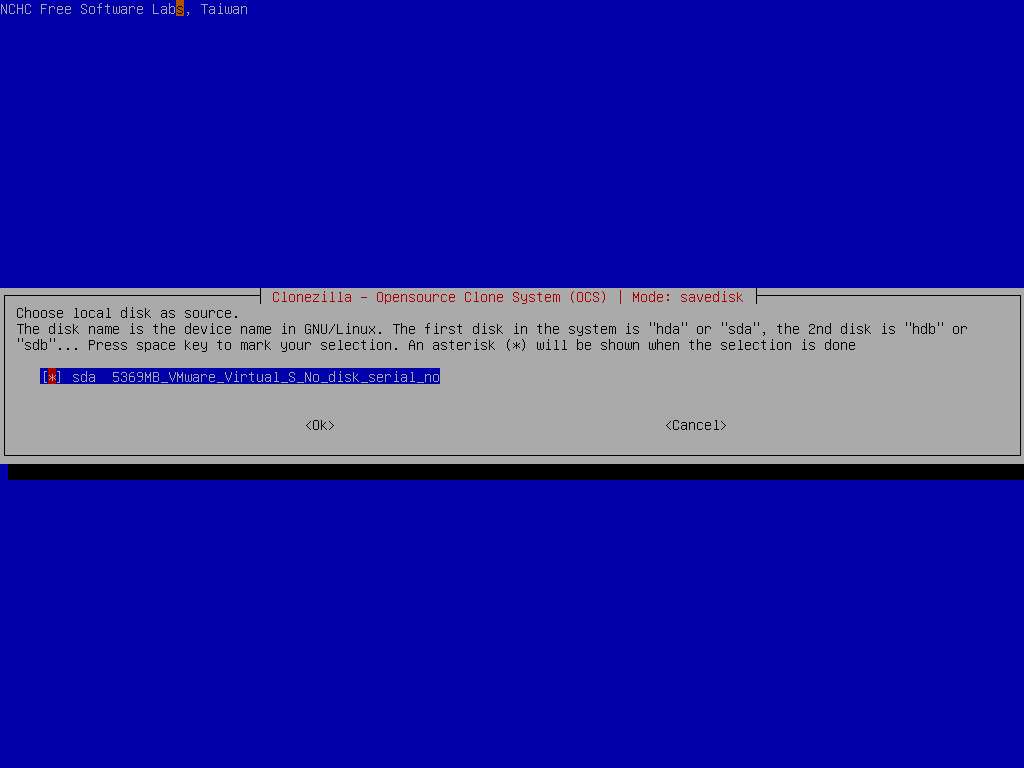 NCHC Free Software Labs, Taiwan
Clonezilla - Opensource Clone System (OCS) | Mode: savedisk
Choose local disk as source.
The disk name is the device name in GNU/Linux. The first disk in the system is "hda" or "sda", the 2nd disk is "hdb" or
"sdb"... Press space key to mark your selection. An asterisk (*) will be shown when the selection is done
[*] sda  5369MB_VMware_Virtual_S_No_disk_serial_no
<Ok> <Cancel>